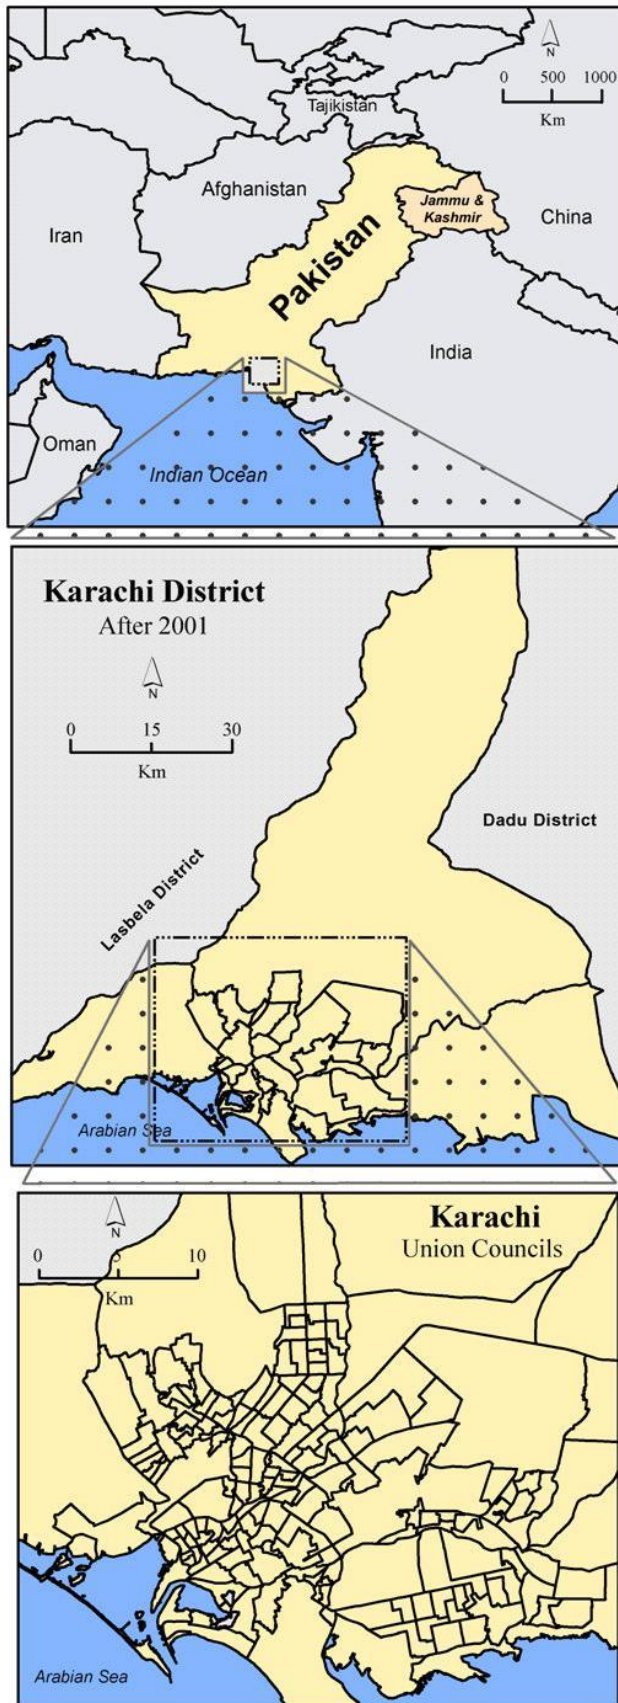 N
0 500 1000
Km
Tajikistan
Afghanistan
Jammu &
Kashmir
China
Iran
Pakistan
India
Oman
Indian Ocean
Karachi District
After 2001
N
0 15 30
Km
Dadu District
Lasbela District
Arabian Sea
Karachi
Union Councils
N
0 5 10
Km
Arabian Sea